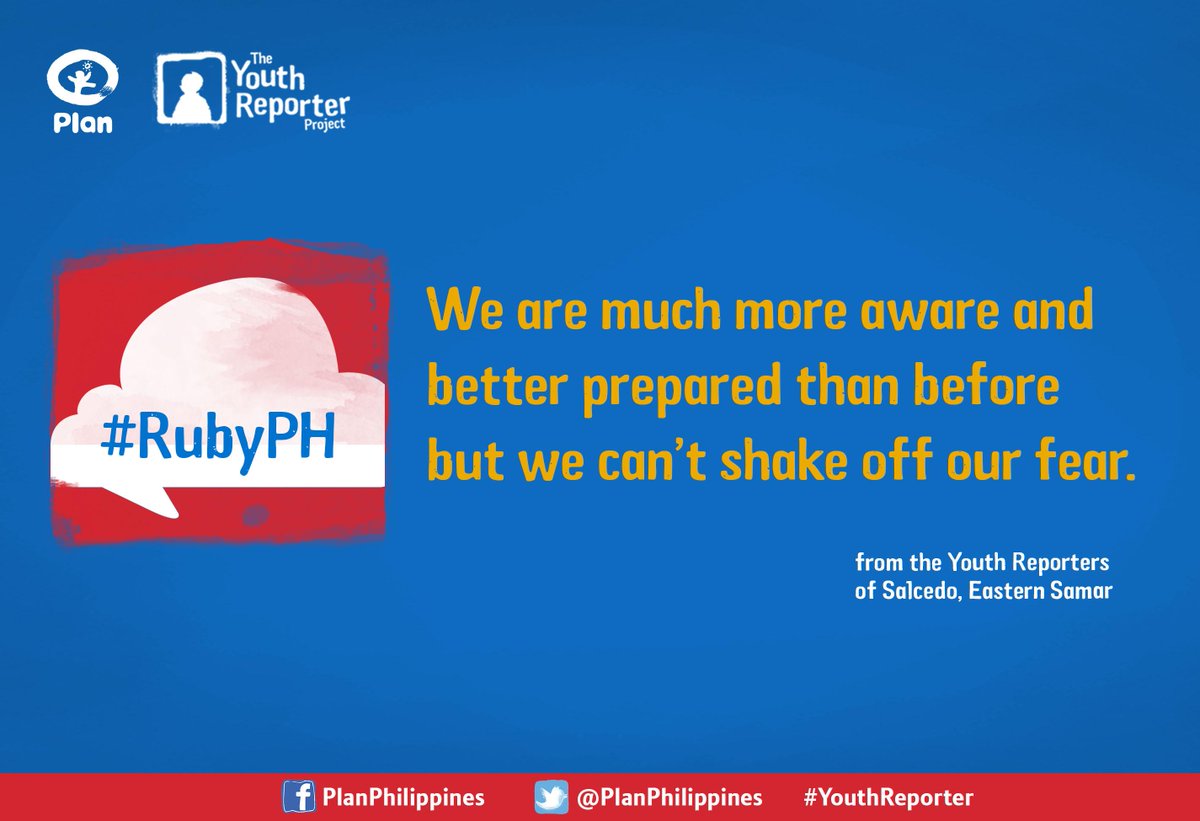 Plan
The
Youth
Reporter
Project
#RubyPH
We are much more aware and
better prepared than before
but we can't shake off our fear.
from the Youth Reporters
of Salcedo, Eastern Samar
PlanPhilippines @PlanPhilippines #YouthReporter